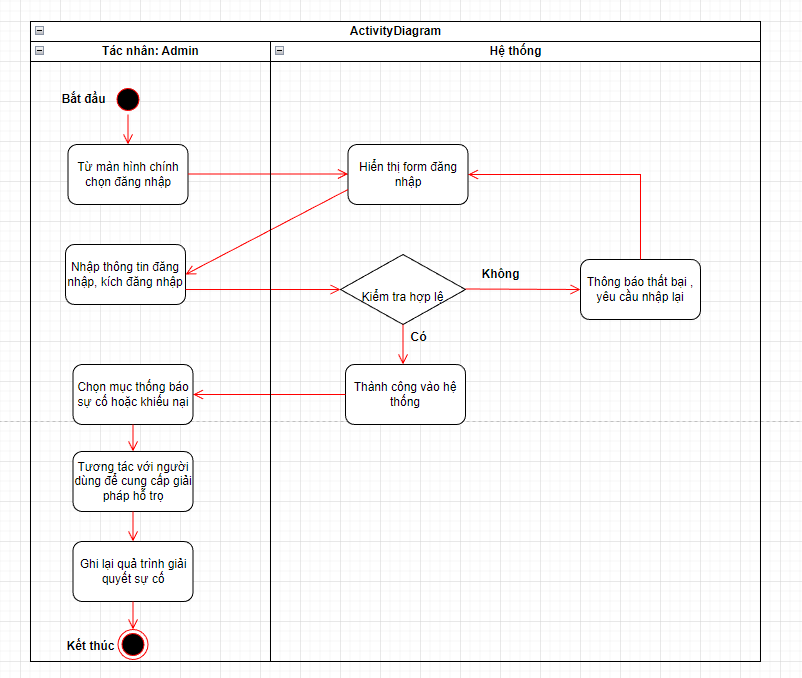 ActivityDiagram
Tác nhân: Admin
Hệ thống
Bắt đầu
Từ màn hình chính
chọn đăng nhập
Hiển thị form đăng
nhập
Nhập thông tin đăng
nhập, kích đăng nhập
Kiểm tra hợp lệ
Không
Thông báo thất bại ,
yêu cầu nhập lại
Có
Chọn mục thống báo
sự cố hoặc khiếu nại
Thành công vào hệ
thống
Tương tác với người
dùng để cung cấp giải
pháp hỗ trọ
Ghi lại quả trình giải
quyết sự cố
Kết thúc